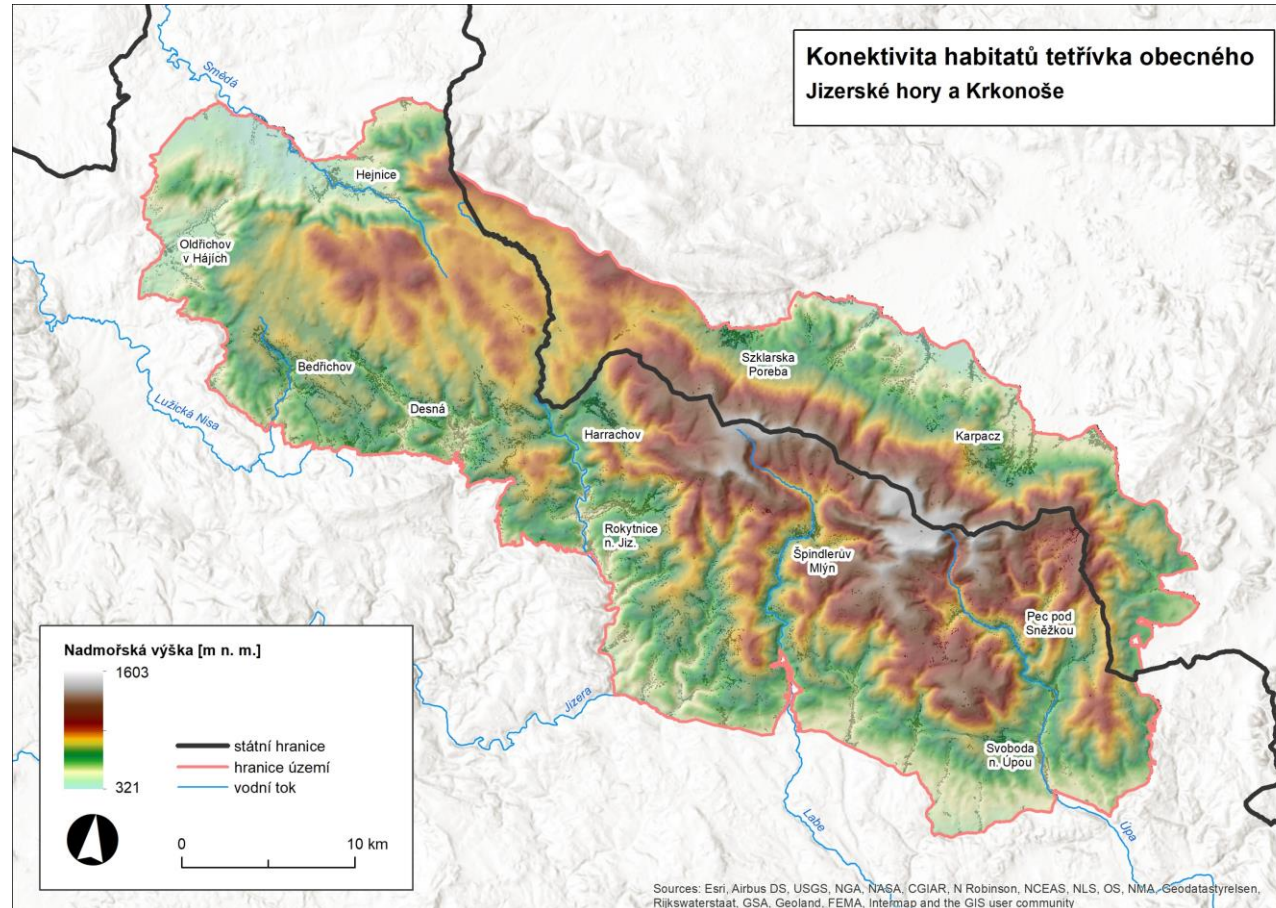 Konektivita habitatů tetřívka obecného
Jizerské hory a Krkonoše
Smědá
Hejnice
Oldřichov
v Hájích
Bedřichov
Lužická Nisa
Desná
Szklarska
Poreba
Harrachov
Karpacz
Rokytnice
n. Jiz.
Špindlerův
Mlýn
Pec pod
Sněžkou
Svoboda
n. Úpou
Jizera
Labe
Úpa
Nadmořská výška [m n. m.]
1603
321
státní hranice
hranice území
vodní tok
0
10 km
Sources: Esri, Airbus DS, USGS, NGA, NASA, CGIAR, N Robinson, NCEAS, NLS, OS, NMA, Geodatastyrelsen,
Rijkswaterstaat, GSA, Geoland, FEMA, Intermap and the GIS user community